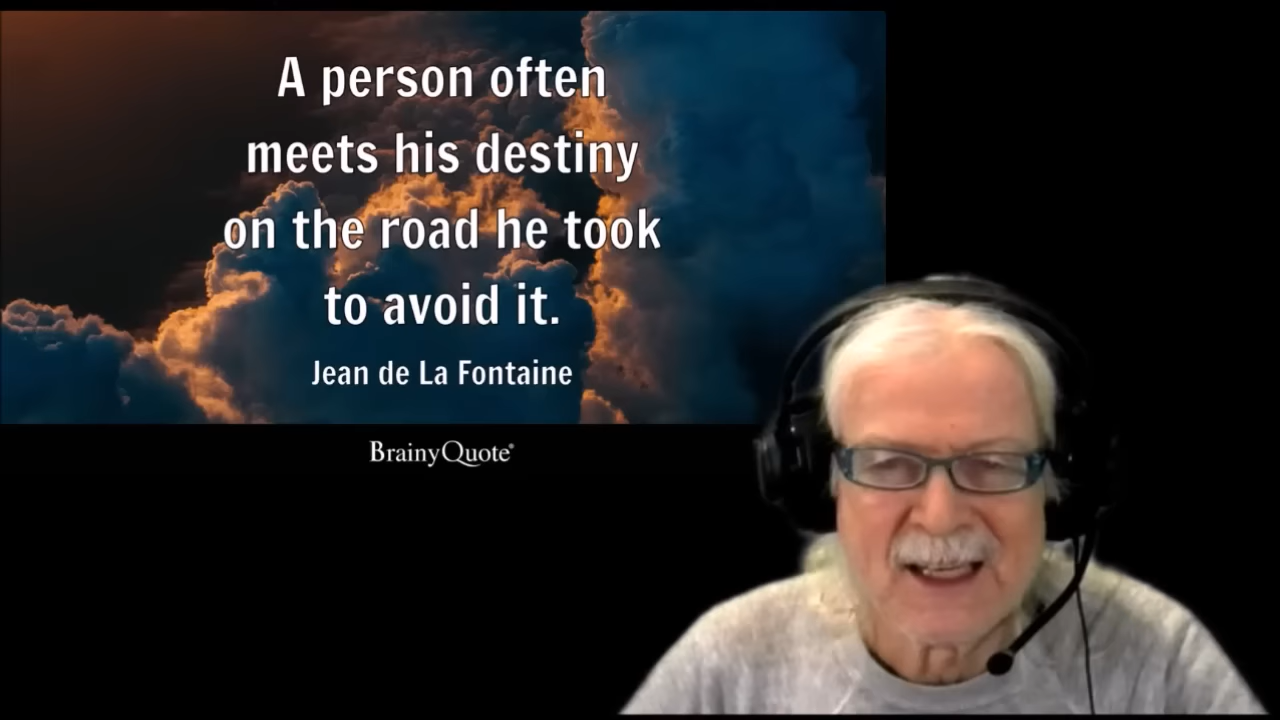 A person often
meets his destiny
on the road he took
to avoid it.
Jean de La Fontaine
BrainyQuote®